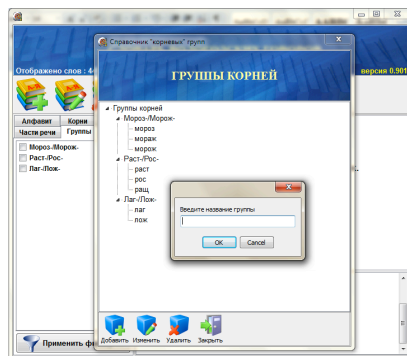 Справочник "корневых" групп
Отображено слов : 4
версия 0.901
ГРУППЫ КОРНЕЙ
Алфавит Корни
Части речи Группы
Мороз-/Морож-
Раст-/Рос-
Лаг-/Лож-
Группы корней
Мороз-/Морож-
мороз
мораж
морож
Раст-/Рос-
раст
рос
ращ
Лаг-/Лож-
лаг
лож
Введите название группы
OK Cancel
Добавить Изменить Удалить Закрыть
Применить